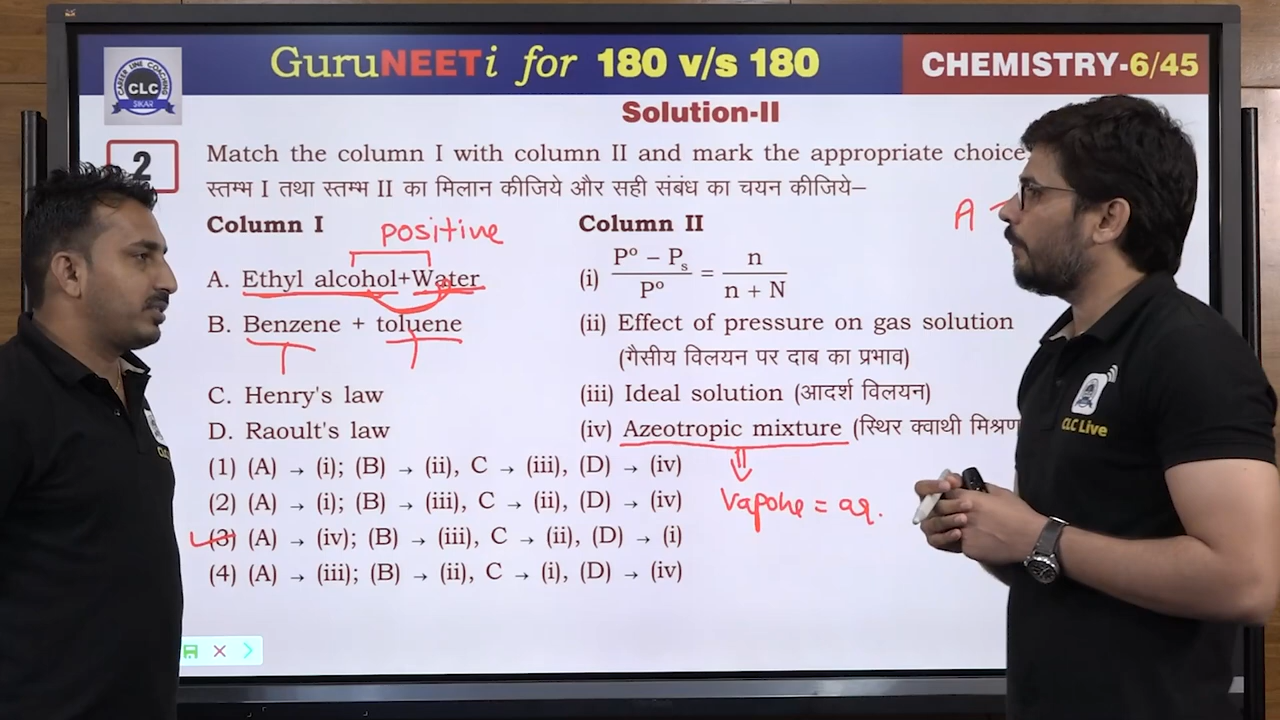 GuruNEETi for 180 v/s 180
CHEMISTRY-6/45
CAREER LINE COACHING
CLC
SIKAR
Solution-II
2
Match the column I with column II and mark the appropriate choice
स्तम्भ I तथा स्तम्भ II का मिलान कीजिये और सही संबंध का चयन कीजिये–
Column I
positive
Column II
A
A. Ethyl alcohol+Water
(i) P° – Ps / P° = n / n + N
B. Benzene + toluene
(ii) Effect of pressure on gas solution
(गैसीय विलयन पर दाब का प्रभाव)
C. Henry's law
(iii) Ideal solution (आदर्श विलयन)
D. Raoult's law
(iv) Azeotropic mixture (स्थिर क्वाथी मिश्रण
(1) (A) → (i); (B) → (ii), C → (iii), (D) → (iv)
(2) (A) → (i); (B) → (iii), C → (ii), (D) → (iv)
(3) (A) → (iv); (B) → (iii), C → (ii), (D) → (i)
(4) (A) → (iii); (B) → (ii), C → (i), (D) → (iv)
CLC Live